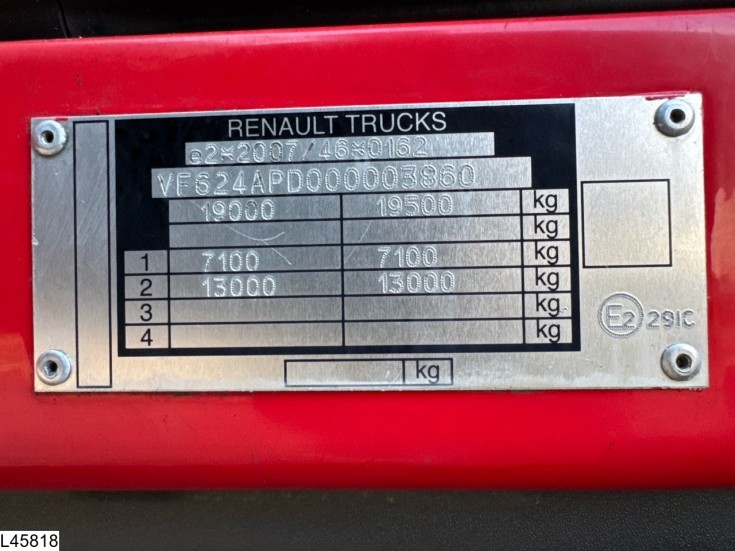 RENAULT TRUCKS
e2*2007/46*0162
VF624APD000003860
19000 19500 kg
kg
1 7100 7100 kg
2 13000 13000 kg
3 kg
4 kg
kg
E2 291C
L45818